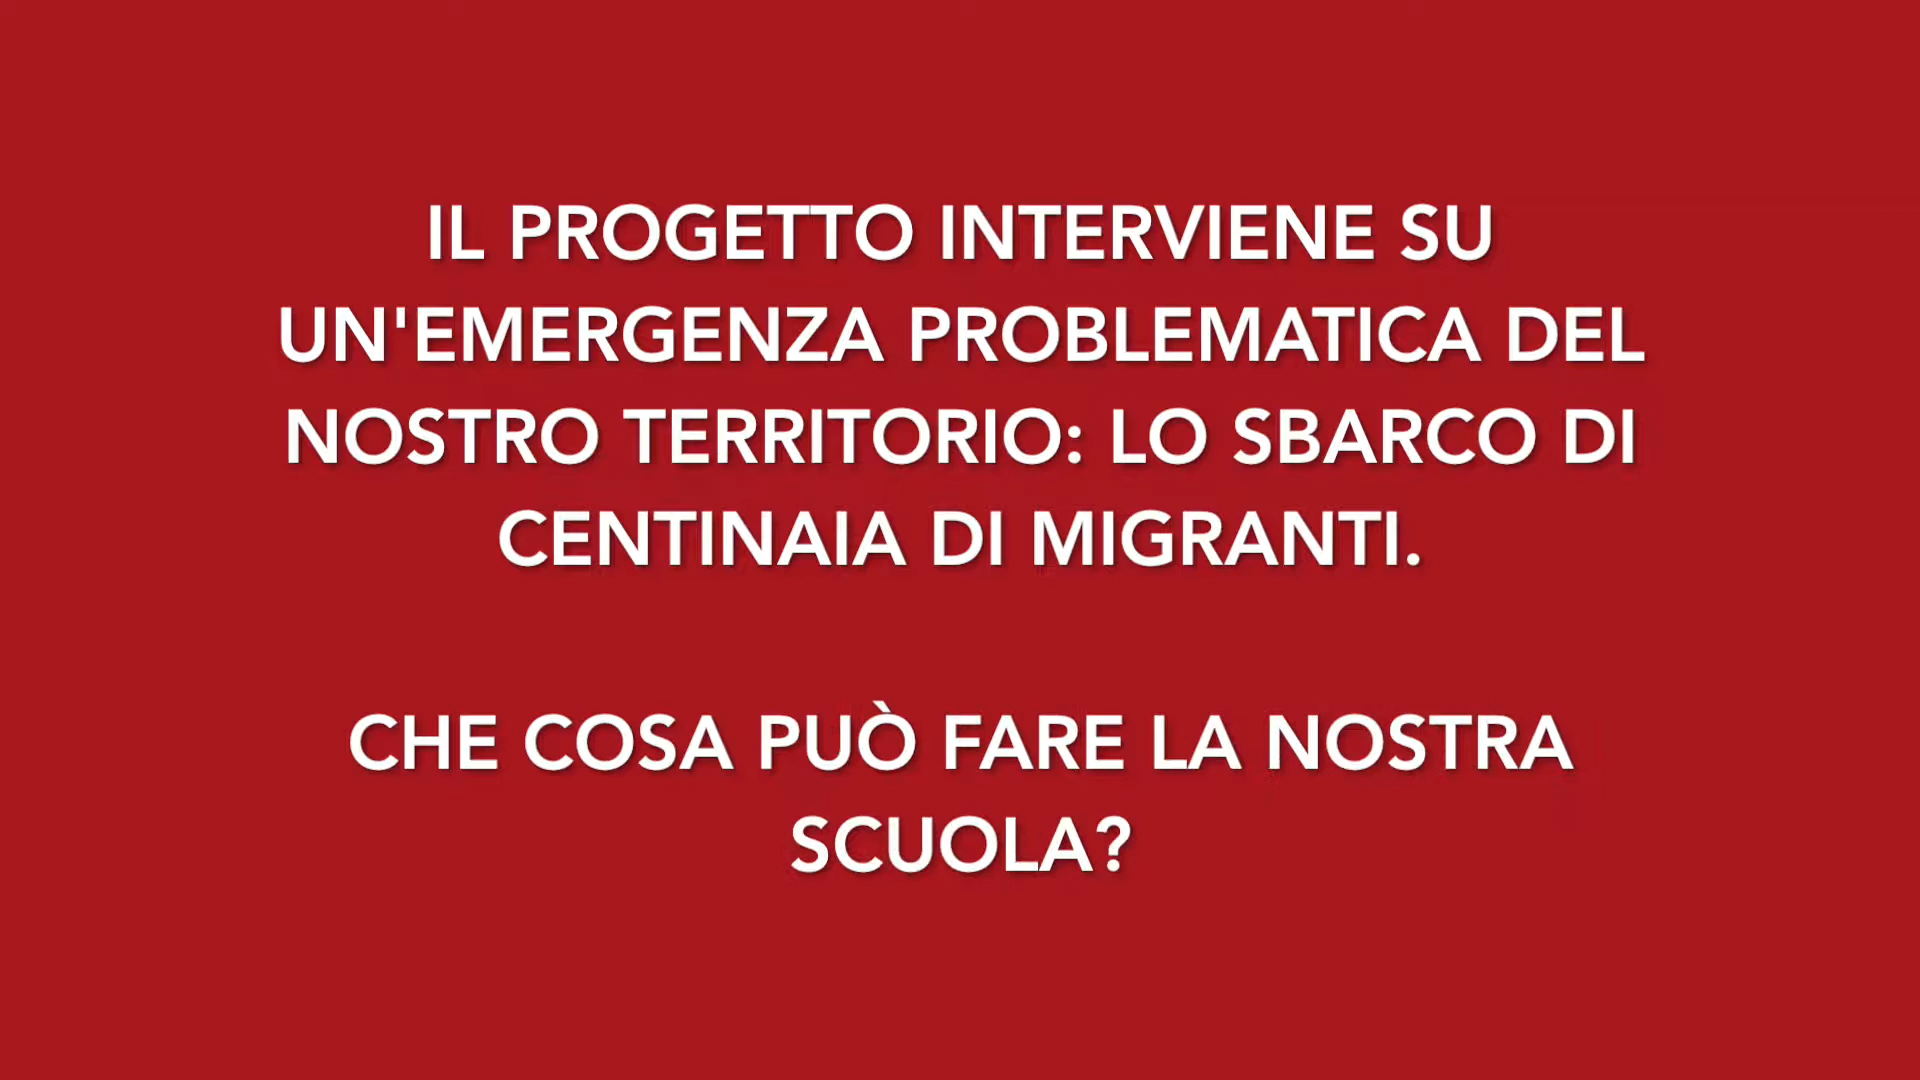 IL PROGETTO INTERVIENE SU
UN'EMERGENZA PROBLEMATICA DEL
NOSTRO TERRITORIO: LO SBARCO DI
CENTINAIA DI MIGRANTI.
CHE COSA PUÒ FARE LA NOSTRA
SCUOLA?